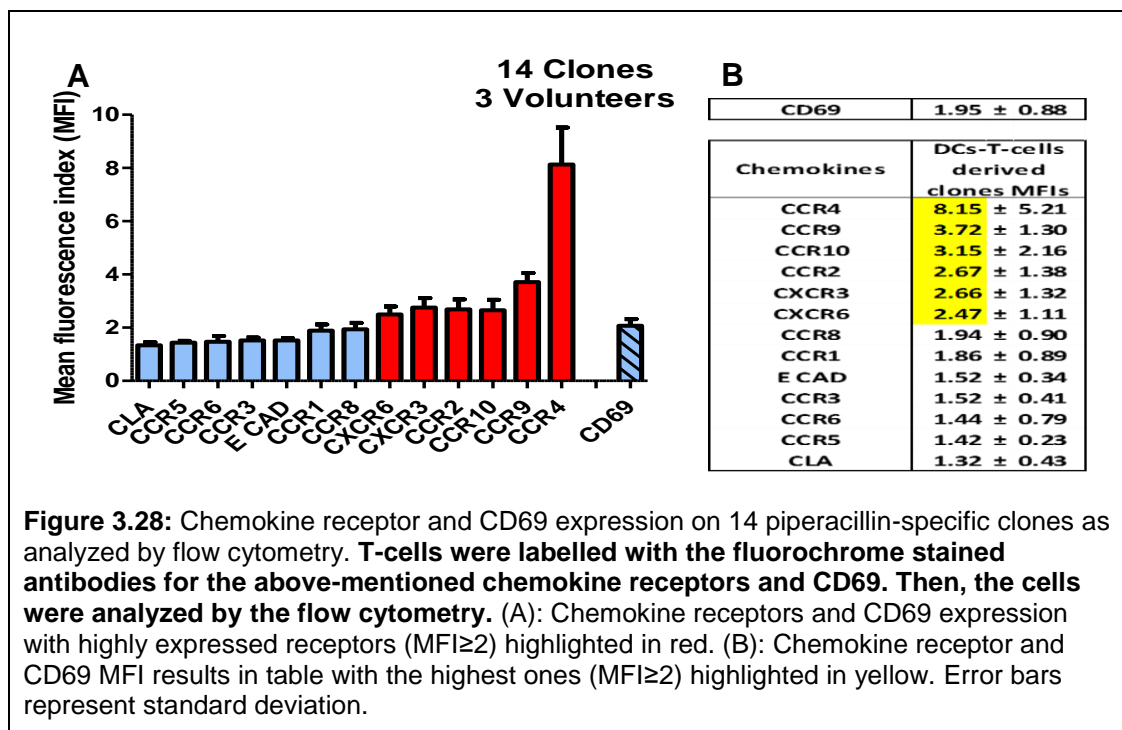 A
14 Clones
3 Volunteers
Mean fluorescence index (MFI)
10
8
6
4
2
0
CLA
CCR5
CCR6
CCR3
E CAD
CCR1
CCR8
CXCR6
CXCR3
CCR2
CCR10
CCR9
CCR4
CD69
B
CD69 1.95 ± 0.88
Chemokines DCs-T-cells derived clones MFIs
CCR4 8.15 ± 5.21
CCR9 3.72 ± 1.30
CCR10 3.15 ± 2.16
CCR2 2.67 ± 1.38
CXCR3 2.66 ± 1.32
CXCR6 2.47 ± 1.11
CCR8 1.94 ± 0.90
CCR1 1.86 ± 0.89
E CAD 1.52 ± 0.34
CCR3 1.52 ± 0.41
CCR6 1.44 ± 0.79
CCR5 1.42 ± 0.23
CLA 1.32 ± 0.43
Figure 3.28: Chemokine receptor and CD69 expression on 14 piperacillin-specific clones as
analyzed by flow cytometry. T-cells were labelled with the fluorochrome stained
antibodies for the above-mentioned chemokine receptors and CD69. Then, the cells
were analyzed by the flow cytometry. (A): Chemokine receptors and CD69 expression
with highly expressed receptors (MFI≥2) highlighted in red. (B): Chemokine receptor and
CD69 MFI results in table with the highest ones (MFI≥2) highlighted in yellow. Error bars
represent standard deviation.